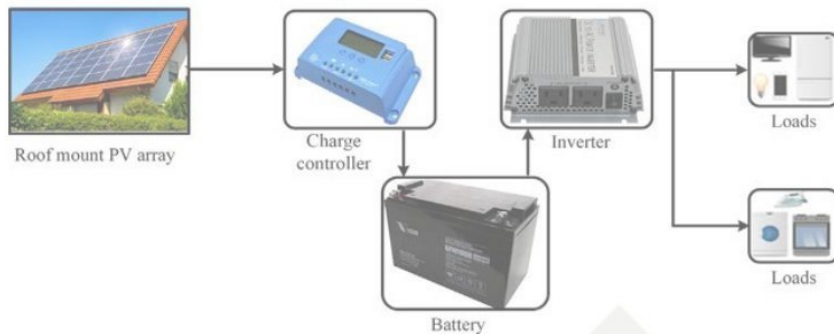 Roof mount PV array
Charge
controller
Inverter
Loads
Battery
Loads